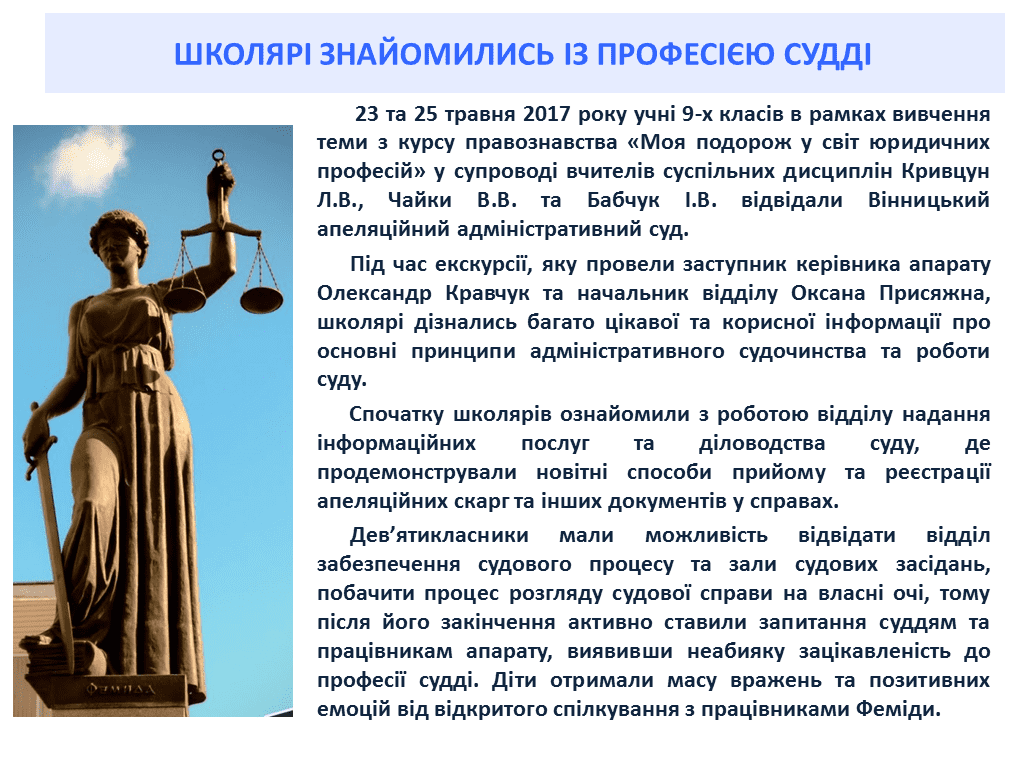 ШКОЛЯРІ ЗНАЙОМИЛИСЬ ІЗ ПРОФЕСІЄЮ СУДДІ
23 та 25 травня 2017 року учні 9-х класів в рамках вивчення
теми з курсу правознавства «Моя подорож у світ юридичних
професій» у супроводі вчителів суспільних дисциплін Кривцун
Л.В., Чайки В.В. та Бабчук І.В. відвідали Вінницький
апеляційний адміністративний суд.
Під час екскурсії, яку провели заступник керівника апарату
Олександр Кравчук та начальник відділу Оксана Присяжна,
школярі дізнались багато цікавої та корисної інформації про
основні принципи адміністративного судочинства та роботи
суду.
Спочатку школярів ознайомили з роботою відділу надання
інформаційних послуг та діловодства суду, де
продемонстрували новітні способи прийому та реєстрації
апеляційних скарг та інших документів у справах.
Дев’ятикласники мали можливість відвідати відділ
забезпечення судового процесу та зали судових засідань,
побачити процес розгляду судової справи на власні очі, тому
після його закінчення активно ставили запитання суддям та
працівникам апарату, виявивши неабияку зацікавленість до
професії судді. Діти отримали масу вражень та позитивних
емоцій від відкритого спілкування з працівниками Феміди.
Фемида